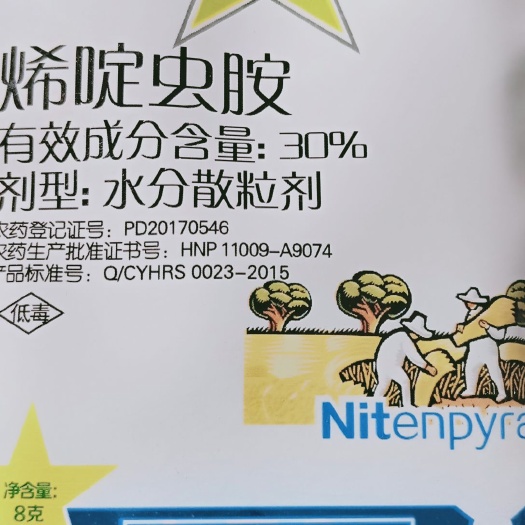 烯啶虫胺
有效成分含量: 30%
剂型: 水分散粒剂
农药登记证号: PD20170546
农药生产批准证书号: HNP 11009-A9074
产品标准号: Q/CYHRS 0023-2015
低毒
Nitenpyra
净含量:
8克